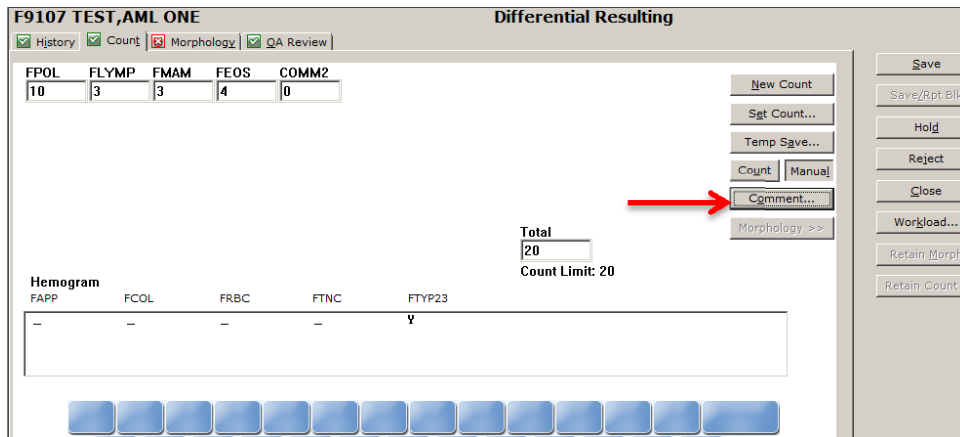 F9107 TEST,AML ONE Differential Resulting
History Count Morphology QA Review
FPOL FLYMP FMAM FEOS COMM2
10 3 3 4 0
New Count
Set Count...
Temp Save...
Count Manual
Comment...
Morphology >>
Total
20
Count Limit: 20
Hemogram
FAPP FCOL FRBC FTNC FTYP23
_ _ _ _ Y
Save
Save/Rpt Blk
Hold
Reject
Close
Workload...
Retain Morph
Retain Count